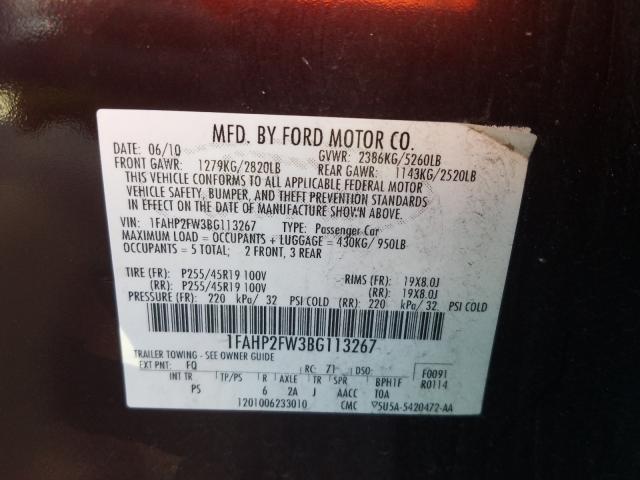 MFD. BY FORD MOTOR CO.
DATE: 06/10 GVWR: 2386KG/5260LB
FRONT GAWR: 1279KG/2820LB REAR GAWR: 1143KG/2520LB
THIS VEHICLE CONFORMS TO ALL APPLICABLE FEDERAL MOTOR
VEHICLE SAFETY, BUMPER, AND THEFT PREVENTION STANDARDS
IN EFFECT ON THE DATE OF MANUFACTURE SHOWN ABOVE.
VIN: 1FAHP2FW3BG113267 TYPE: Passenger Car
MAXIMUM LOAD = OCCUPANTS + LUGGAGE = 430KG/950LB
OCCUPANTS = 5 TOTAL; 2 FRONT, 3 REAR
TIRE (FR): P255/45R19 100V RIMS (FR): 19X8.0J
(RR): P255/45R19 100V (RR): 19X8.0J
PRESSURE (FR): 220 kPa/ 32 PSI COLD (RR): 220 kPa/ 32 PSI COLD
1FAHP2FW3BG113267
TRAILER TOWING - SEE OWNER GUIDE
EXT PNT: FQ RC: 71 DSO: F0091
INT TR TP/PS R AXLE TR SPR BPH1F R0114
PS 6 2A J AACC TOA
1201006233010 CMC 5U5A-5420472-AA